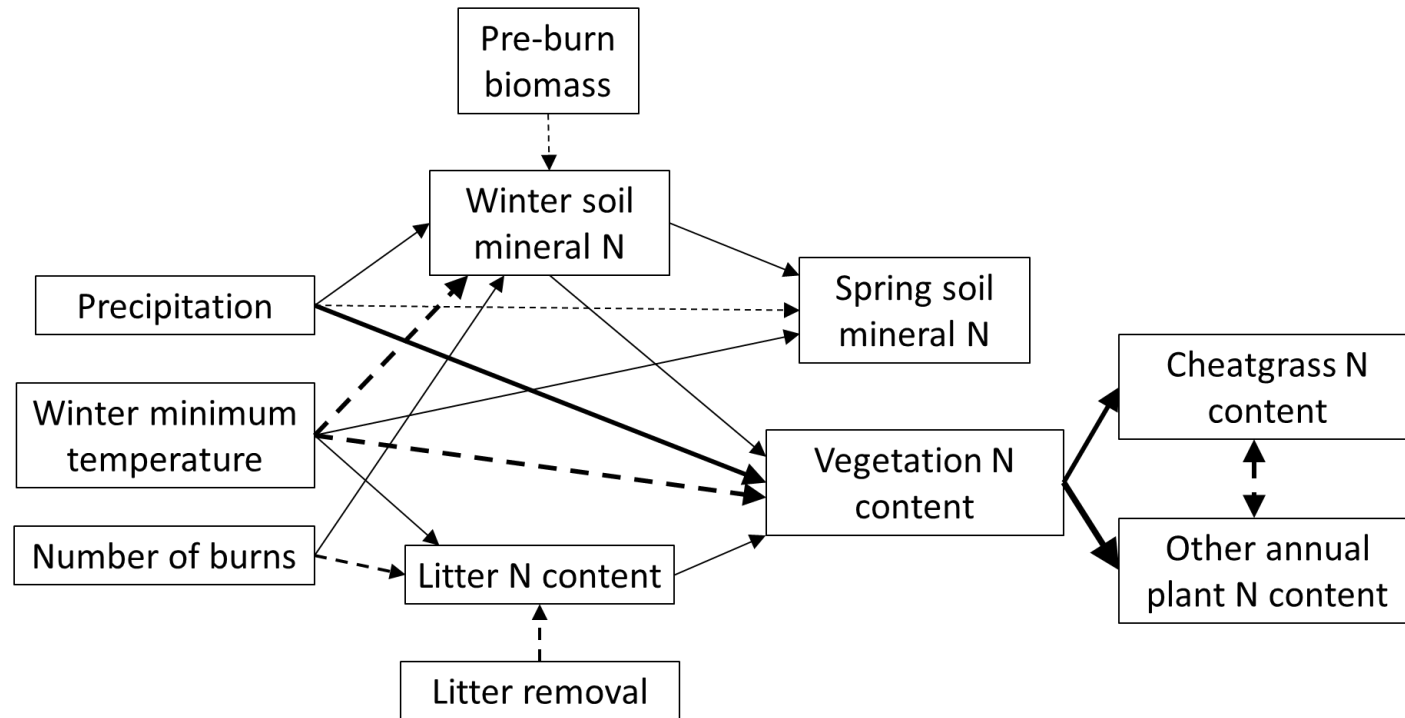 Pre-burn
biomass
Winter soil
mineral N
Precipitation
Spring soil
mineral N
Winter minimum
temperature
Cheatgrass N
content
Vegetation N
content
Number of burns
Litter N content
Other annual
plant N content
Litter removal